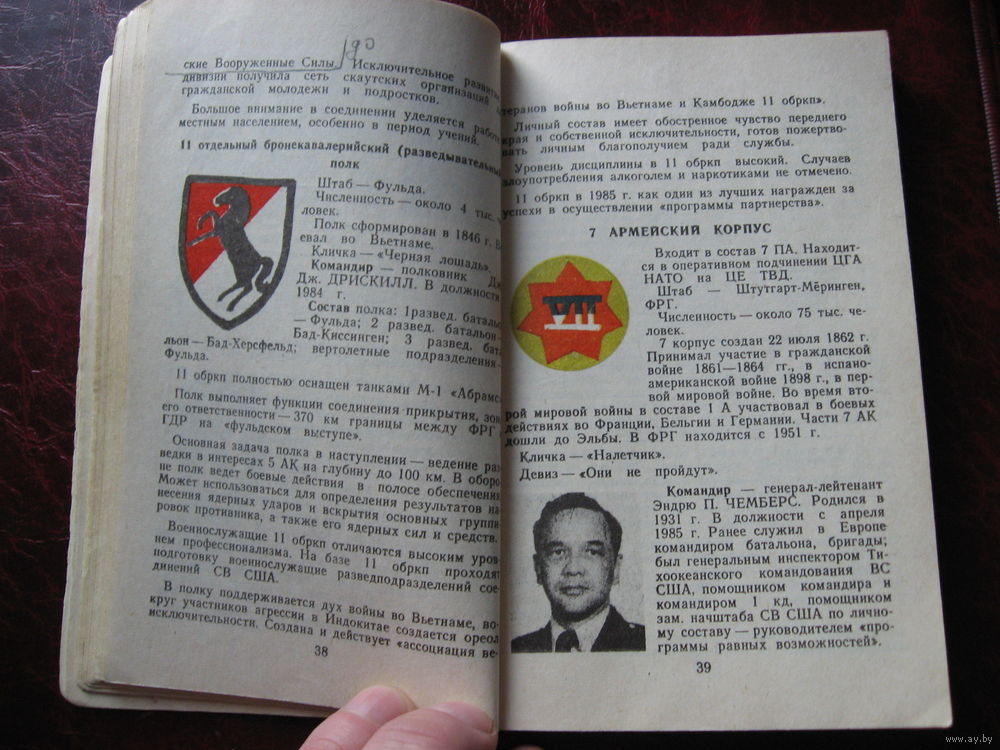 ские Вооруженные Силы. Исключительное развитие
до
дивизии получила сеть скаутских организаций
гражданской молодежи и подростков.
Большое внимание в соединении уделяется работе
местным населением, особенно в период учений.
11 отдельный бронекавалерийский (разведывательный
полк
Штаб — Фульда.
Численность — около 4 тыс. ч
ловек.
Полк сформирован в 1846 г. В
евал во Вьетнаме.
Кличка — «Черная лошадь».
Командир — полковник Дж
Дж. ДРИСКИЛЛ. В должности
1984 г.
Состав полка: 1развед. баталь
— Фульда; 2 развед. батальон—
Бад-Киссинген; 3 развед. бата
льон — Бад-Херсфельд; вертолетные подразделения—
Фульда.
11 обркп полностью оснащен танками М-1 «Абрамс»
Полк выполняет функции соединения прикрытия, зон
его ответственности — 370 км границы между ФРГ
ГДР из «фульдском выступе».
Основная задача полка в наступлении — ведение раз
ведки в интересах 5 АК на глубину до 100 км. В оборо
не полк ведет боевые действия в полосе обеспечения
Может использоваться для определения результатов на
несения ядерных ударов и вскрытия основных группи
ровок противника, а также его ядерных сил и средств.
Военнослужащие 11 обркп отличаются высоким уров
нем профессионализма. На базе 11 обркп проходят
подготовку военнослужащие разведподразделений сое-
динений СВ США.
В полку поддерживается дух войны во Вьетнаме, во-
круг участников агрессии в Индокитае создается ореол
исключительности. Создана и действует «ассоциация ве-
38
теранов войны во Вьетнаме и Камбодже 11 обркп».
Личный состав имеет обостренное чувство переднего
края и собственной исключительности, готов пожертво-
вать личным благополучием ради службы.
Уровень дисциплины в 11 обркп высокий. Случаев
злоупотребления алкоголем и наркотиками не отмечено.
11 обркп в 1985 г. как один из лучших награжден за
успехи в осуществлении «программы партнерства».
7 АРМЕЙСКИЙ КОРПУС
VII
Входит в состав 7 ПА. Находит-
ся в оперативном подчинении ЦГА
НАТО на ЦЕ ТВД.
Штаб — Штутгарт-Мёринген,
ФРГ.
Численность — около 75 тыс. че-
ловек.
7 корпус создан 22 июля 1862 г.
Принимал участие в гражданской
войне 1861—1864 гг., в испано-
американской войне 1898 г., в пер-
вой мировой войне. Во время вто-
рой мировой войны в составе 1 А участвовал в боевых
действиях во Франции, Бельгии и Германии. Части 7 АК
дошли до Эльбы. В ФРГ находится с 1951 г.
Кличка — «Налетчик».
Девиз — «Они не пройдут».
Командир — генерал-лейтенант
Эндрю П. ЧЕМБЕРС. Родился в
1931 г. В должности с апреля
1985 г. Ранее служил в Европе
командиром батальона, бригады;
был генеральным инспектором Ти-
хоокеанского командования ВС
США, помощником командира и
командиром 1 кд, помощником
зам. начштаба СВ США по лично-
му составу — руководителем «про-
граммы равных возможностей».
39
www.ay.by